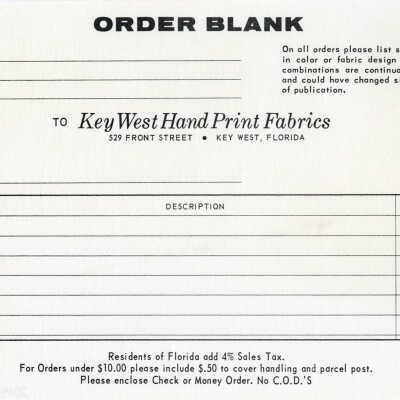 ORDER BLANK
On all orders please list s
in color or fabric design
combinations are continua
and could have changed s
of publication.
TO Key West Hand Print Fabrics
529 FRONT STREET • KEY WEST, FLORIDA
DESCRIPTION
Residents of Florida add 4% Sales Tax.
For Orders under $10.00 please include $.50 to cover handling and parcel post.
Please enclose Check or Money Order. No C.O.D.'S